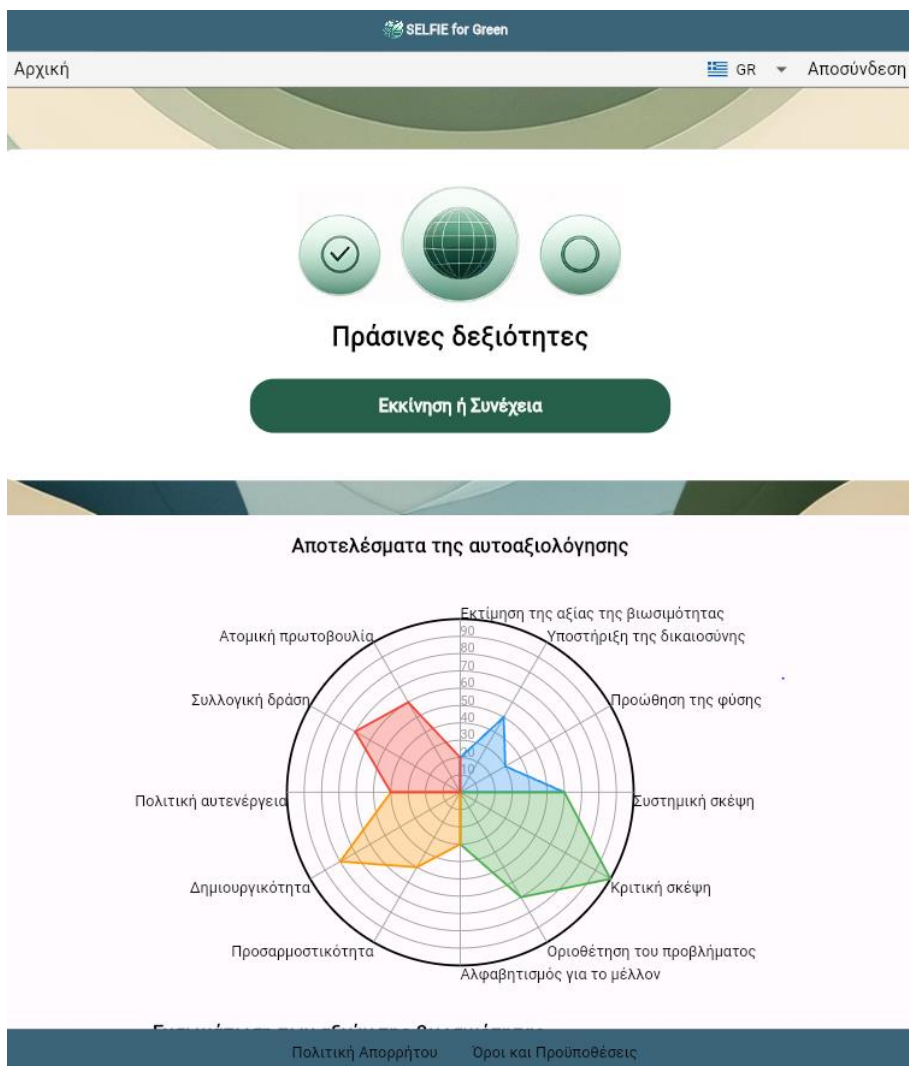 SELFIE for Green
Αρχική
GR
Αποσύνδεση
Πράσινες δεξιότητες
Εκκίνηση ή Συνέχεια
Αποτελέσματα της αυτοαξιολόγησης
Εκτίμηση της αξίας της βιωσιμότητας
Ατομική πρωτοβουλία
Υποστήριξη της δικαιοσύνης
90
80
70
60
50
40
30
20
10
Συλλογική δράση
Προώθηση της φύσης
Πολιτική αυτενέργεια
Συστημική σκέψη
Δημιουργικότητα
Κριτική σκέψη
Προσαρμοστικότητα
Οριοθέτηση του προβλήματος
Αλφαβητισμός για το μέλλον
Πολιτική Απορρήτου
Όροι και Προϋποθέσεις